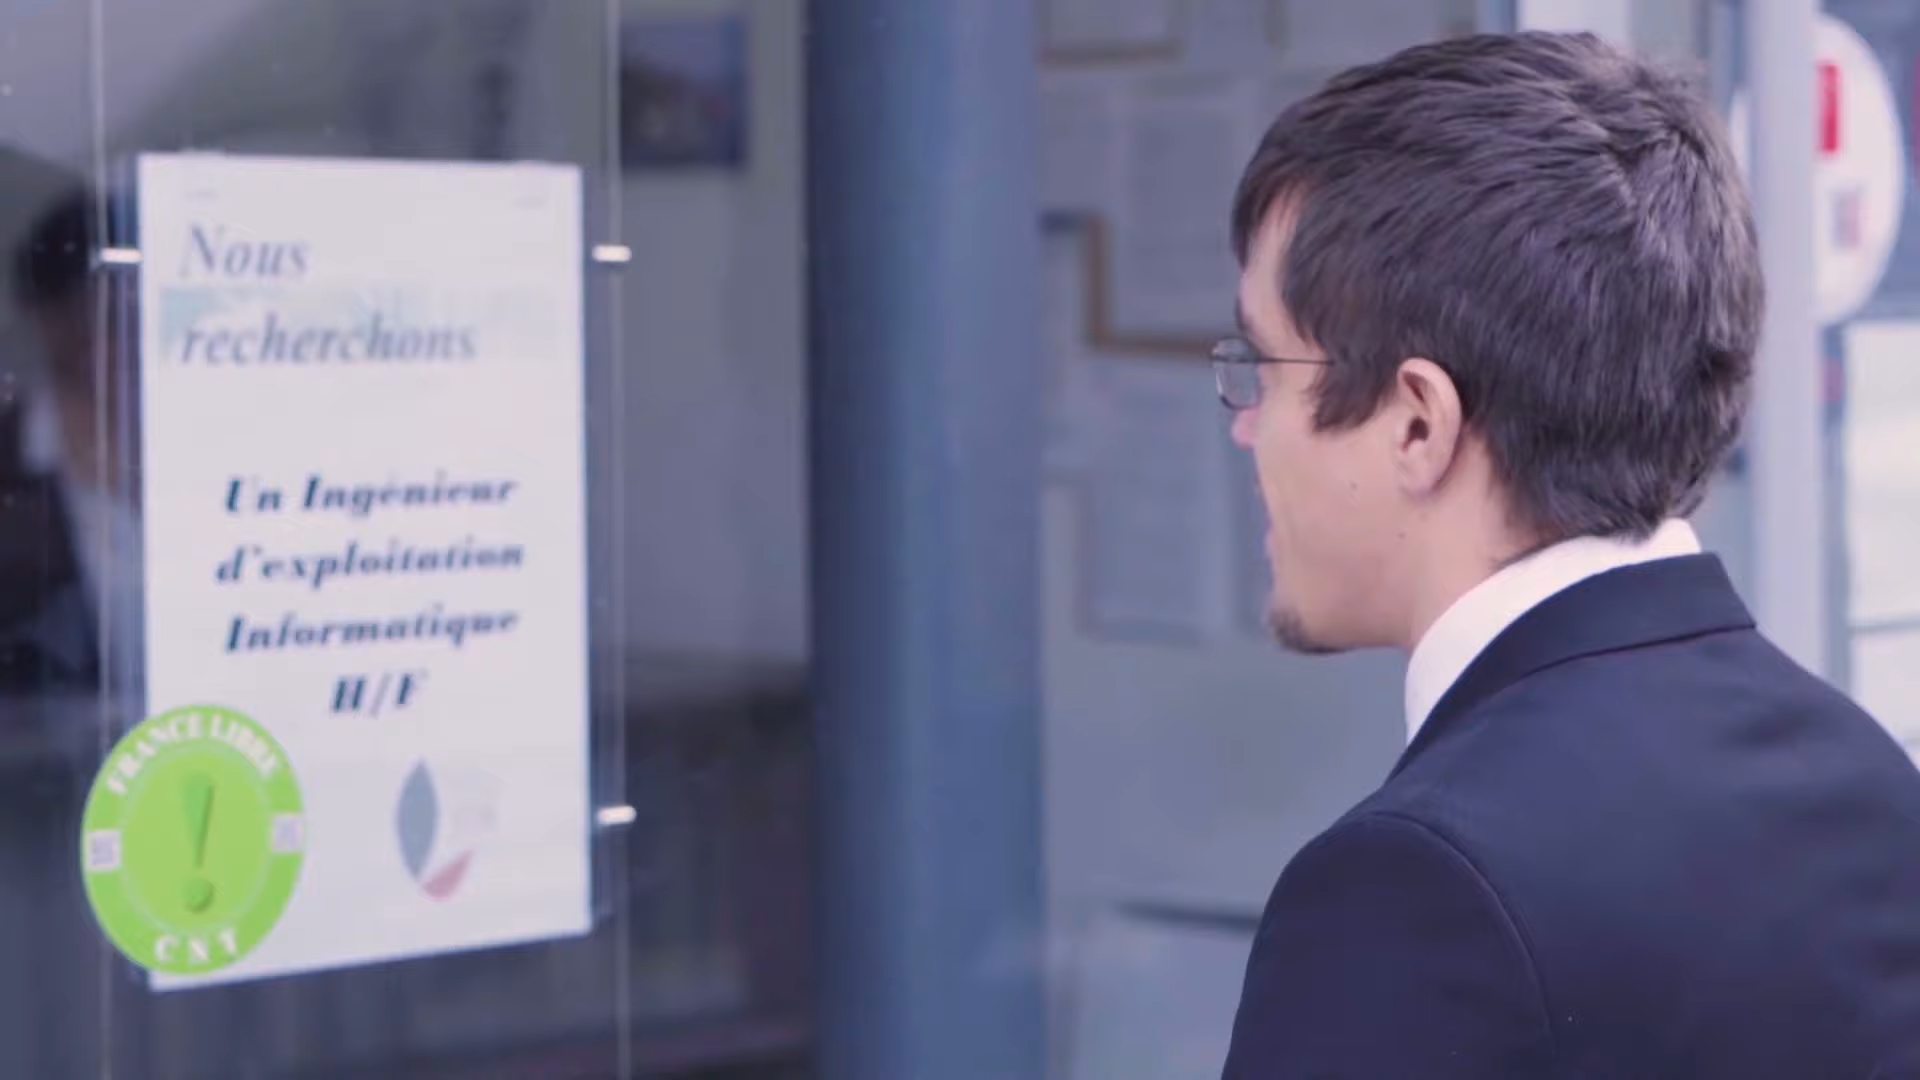 Nous
recherchons
Un Ingénieur
d'exploitation
Informatique
H/F
FRANCE LIBRE
!
CNT